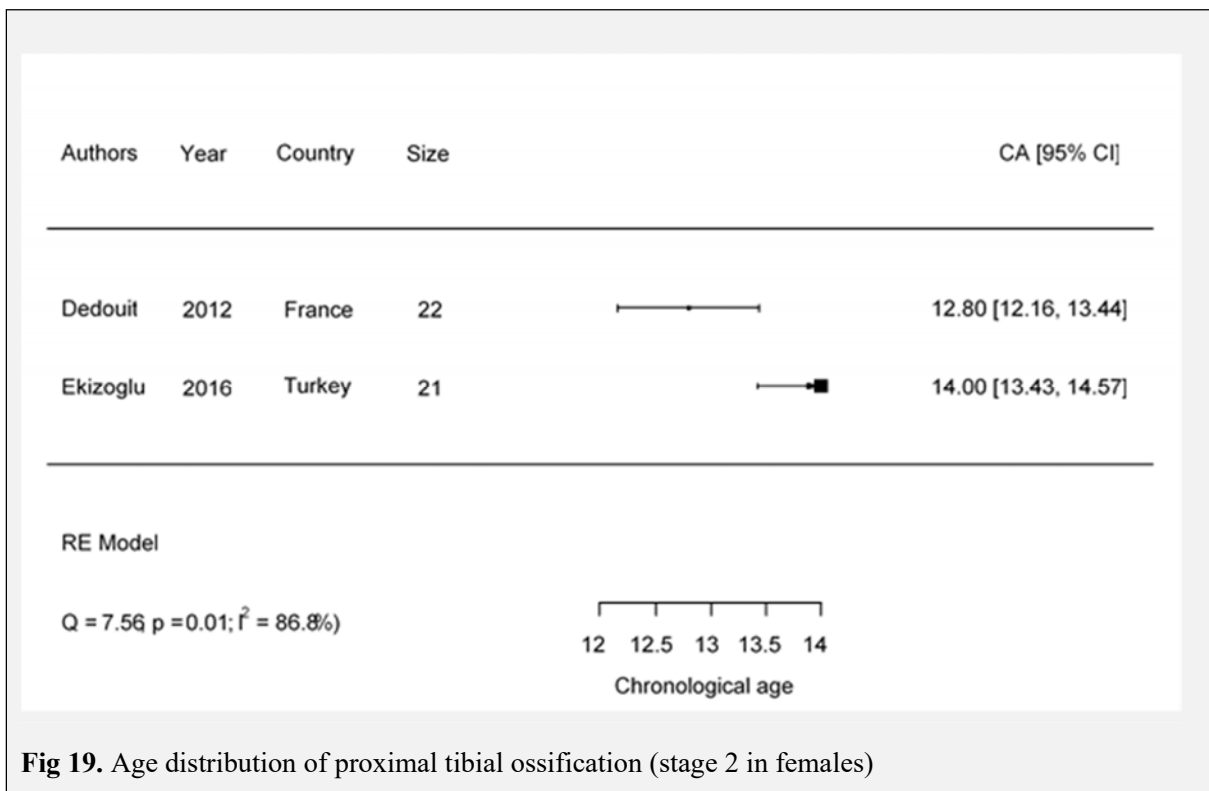 Authors Year Country Size CA [95% CI]
Dedouit 2012 France 22 12.80 [12.16, 13.44]
Ekizoglu 2016 Turkey 21 14.00 [13.43, 14.57]
RE Model
Q = 7.56, p =0.01; I² = 86.8%)
12 12.5 13 13.5 14
Chronological age
Fig 19. Age distribution of proximal tibial ossification (stage 2 in females)